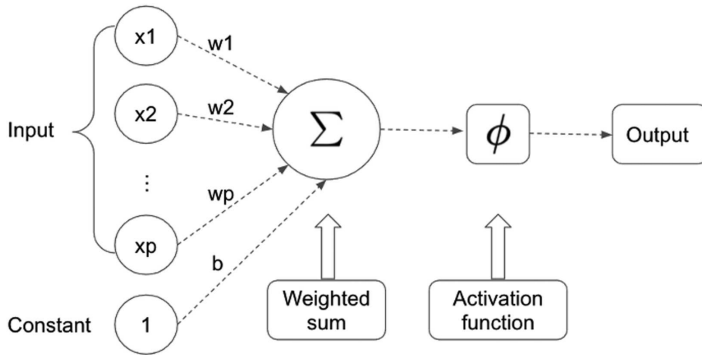 x1
w1
x2
w2
Input
Σ
ϕ
Output
⋮
wp
xp
b
Constant
1
Weighted
sum
Activation
function